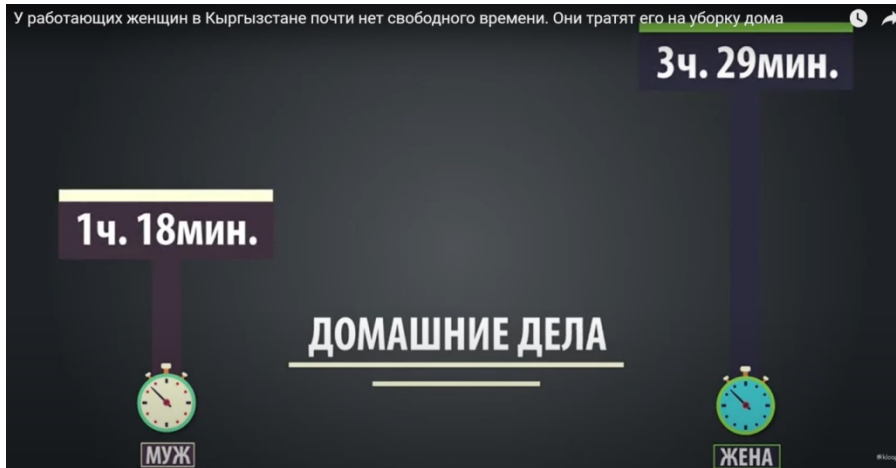 У работающих женщин в Кыргызстане почти нет свободного времени. Они тратят его на уборку дома
3ч. 29мин.
1ч. 18мин.
ДОМАШНИЕ ДЕЛА
МУЖ
ЖЕНА